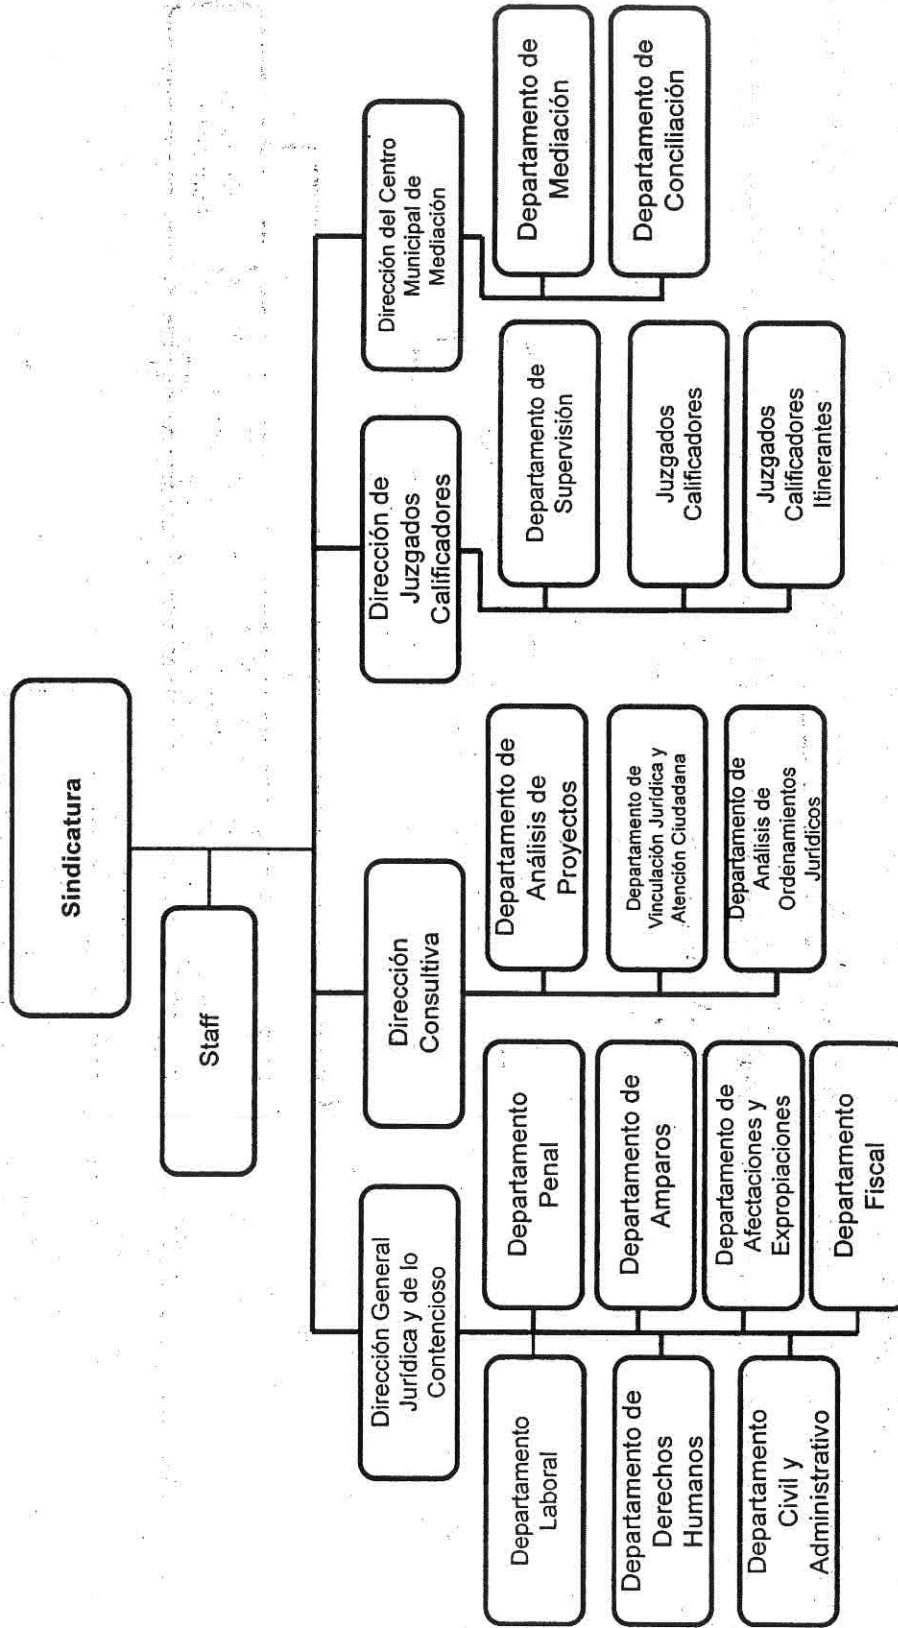 Sindicatura
Staff
Dirección General
Jurídica y de lo
Contencioso
Dirección
Consultiva
Dirección de
Juzgados
Calificadores
Dirección del Centro
Municipal de
Mediación
Departamento
Laboral
Departamento de
Derechos
Humanos
Departamento
Civil y
Administrativo
Departamento
Penal
Departamento de
Amparos
Departamento de
Afectaciones y
Expropiaciones
Departamento
Fiscal
Departamento de
Análisis de
Proyectos
Departamento de
Vinculación Jurídica y
Atención Ciudadana
Departamento de
Análisis de
Ordenamientos
Jurídicos
Departamento de
Supervisión
Juzgados
Calificadores
Juzgados
Calificadores
Itinerantes
Departamento de
Mediación
Departamento de
Conciliación